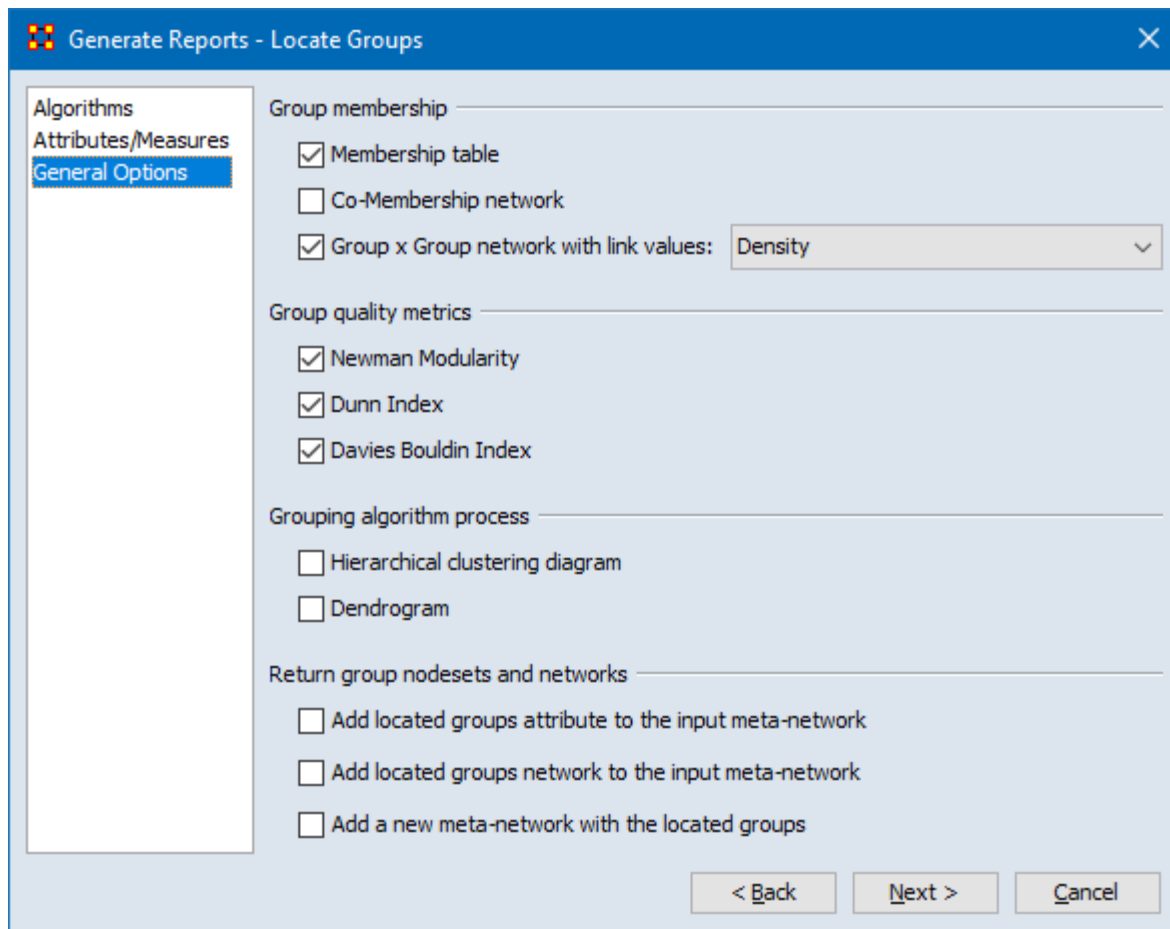 Generate Reports - Locate Groups
Algorithms
Attributes/Measures
General Options
Group membership
Membership table
Co-Membership network
Group x Group network with link values: Density
Group quality metrics
Newman Modularity
Dunn Index
Davies Bouldin Index
Grouping algorithm process
Hierarchical clustering diagram
Dendrogram
Return group nodesets and networks
Add located groups attribute to the input meta-network
Add located groups network to the input meta-network
Add a new meta-network with the located groups
< Back Next > Cancel